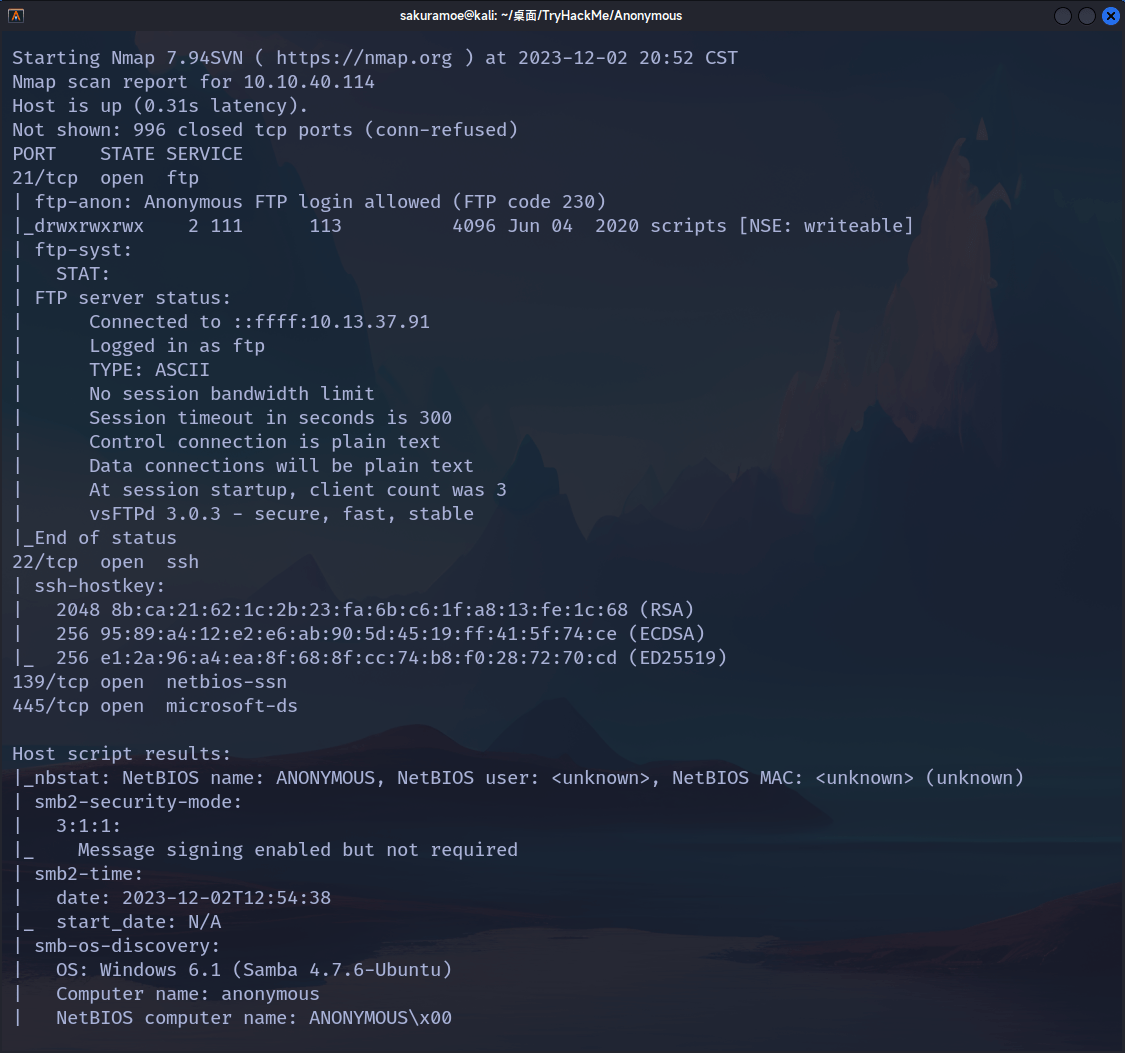 sakuramoe@kali: ~/桌面/TryHackMe/Anonymous
Starting Nmap 7.94SVN ( https://nmap.org ) at 2023-12-02 20:52 CST
Nmap scan report for 10.10.40.114
Host is up (0.31s latency).
Not shown: 996 closed tcp ports (conn-refused)
PORT    STATE SERVICE
21/tcp  open  ftp
| ftp-anon: Anonymous FTP login allowed (FTP code 230)
|_drwxrwxrwx    2 111      113          4096 Jun 04  2020 scripts [NSE: writeable]
| ftp-syst:
|   STAT:
| FTP server status:
|      Connected to ::ffff:10.13.37.91
|      Logged in as ftp
|      TYPE: ASCII
|      No session bandwidth limit
|      Session timeout in seconds is 300
|      Control connection is plain text
|      Data connections will be plain text
|      At session startup, client count was 3
|      vsFTPd 3.0.3 - secure, fast, stable
|_End of status
22/tcp  open  ssh
| ssh-hostkey:
|   2048 8b:ca:21:62:1c:2b:23:fa:6b:c6:1f:a8:13:fe:1c:68 (RSA)
|   256 95:89:a4:12:e2:e6:ab:90:5d:45:19:ff:41:5f:74:ce (ECDSA)
|_  256 e1:2a:96:a4:ea:8f:68:8f:cc:74:b8:f0:28:72:70:cd (ED25519)
139/tcp open  netbios-ssn
445/tcp open  microsoft-ds
Host script results:
|_nbstat: NetBIOS name: ANONYMOUS, NetBIOS user: <unknown>, NetBIOS MAC: <unknown> (unknown)
| smb2-security-mode:
|   3:1:1:
|_    Message signing enabled but not required
| smb2-time:
|   date: 2023-12-02T12:54:38
|_  start_date: N/A
| smb-os-discovery:
|   OS: Windows 6.1 (Samba 4.7.6-Ubuntu)
|   Computer name: anonymous
|   NetBIOS computer name: ANONYMOUS\x00